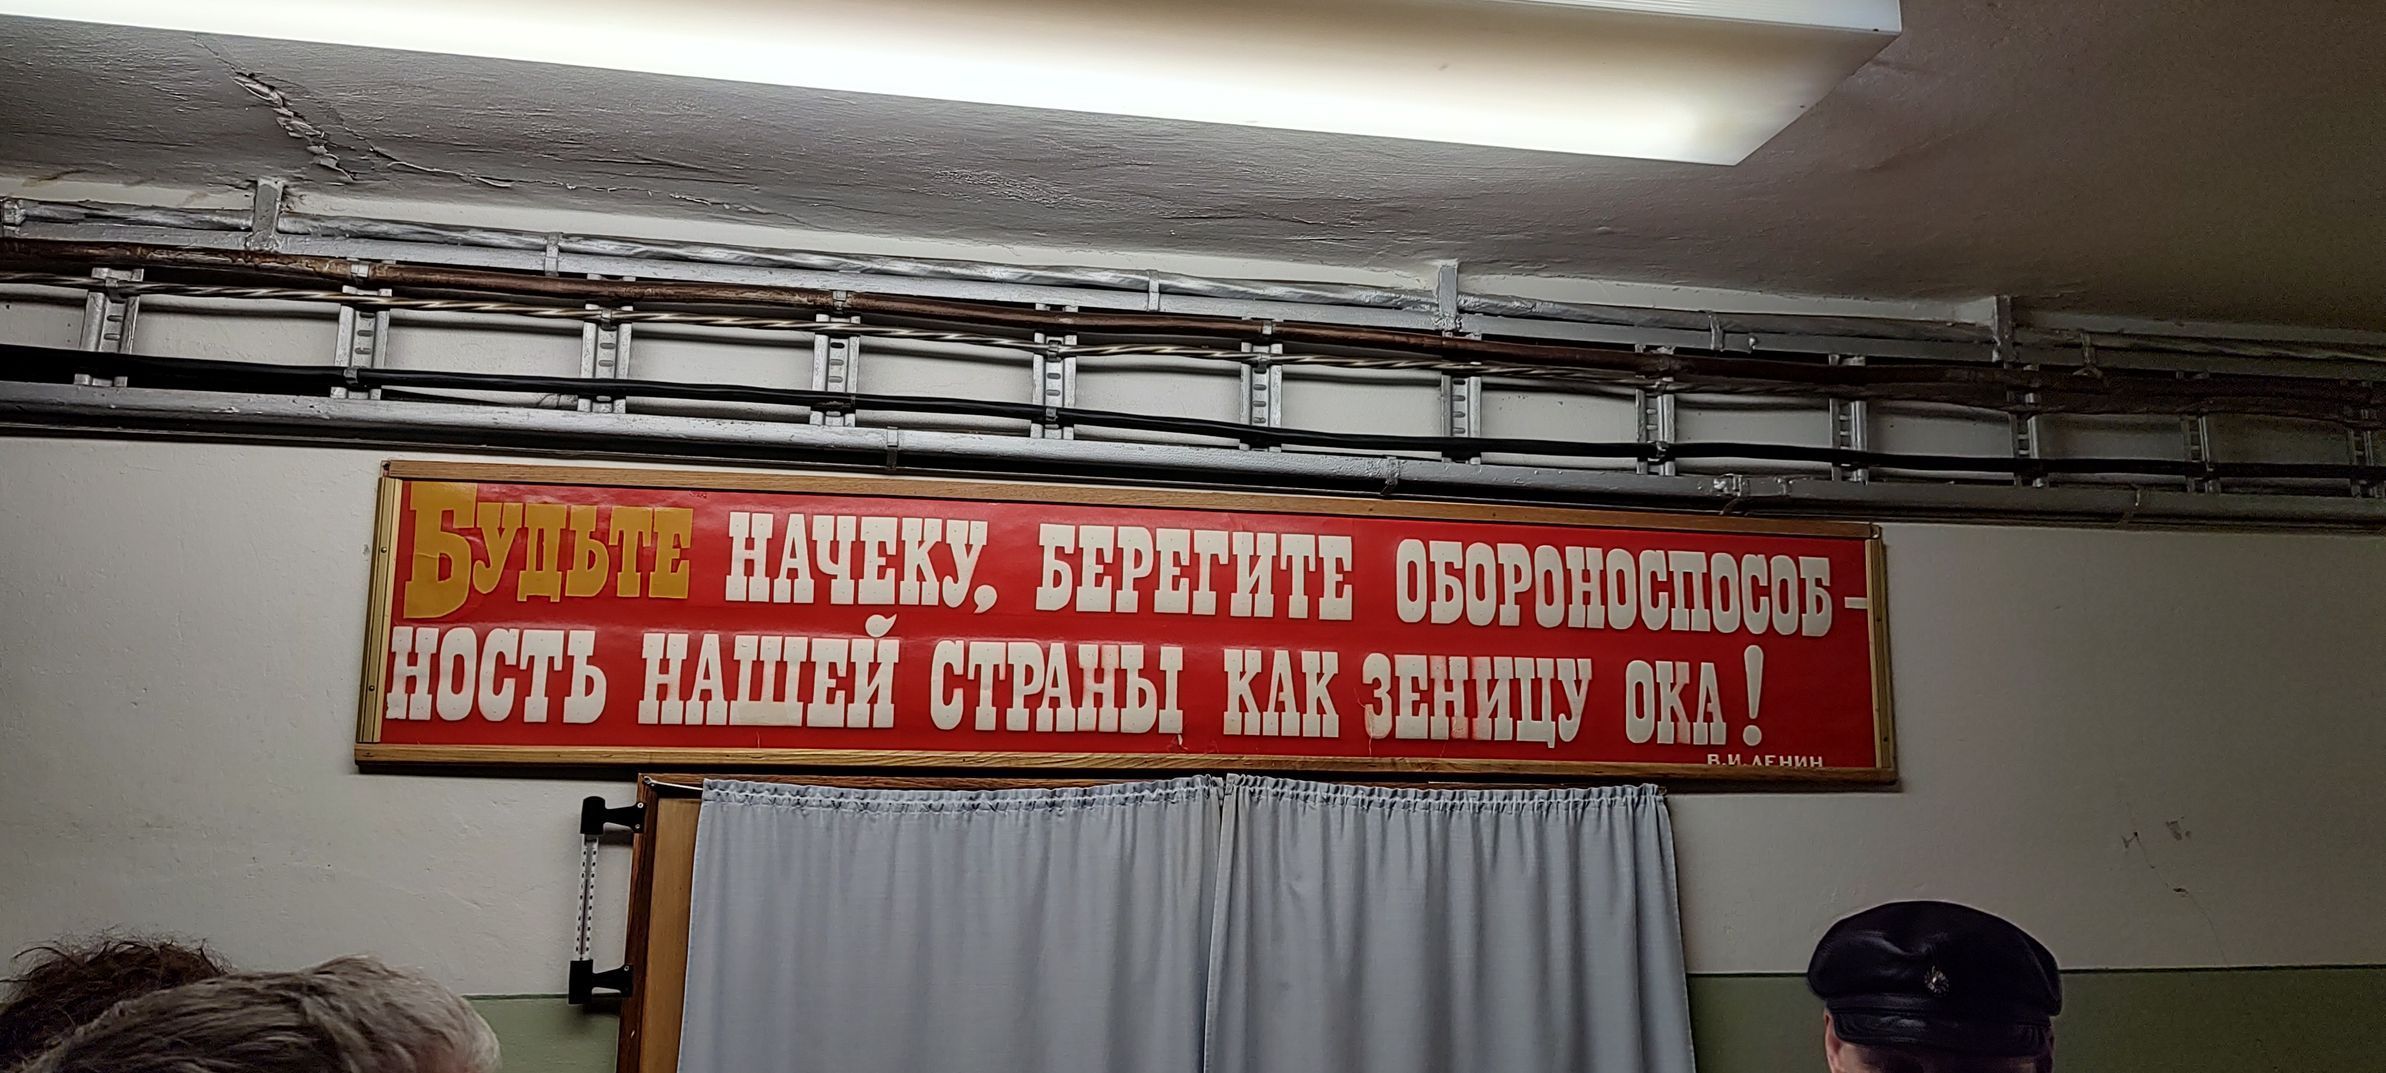 Будьте начеку, берегите обороноспособ-
ность нашей страны как зеницу ока!
В.И.ЛЕНИН